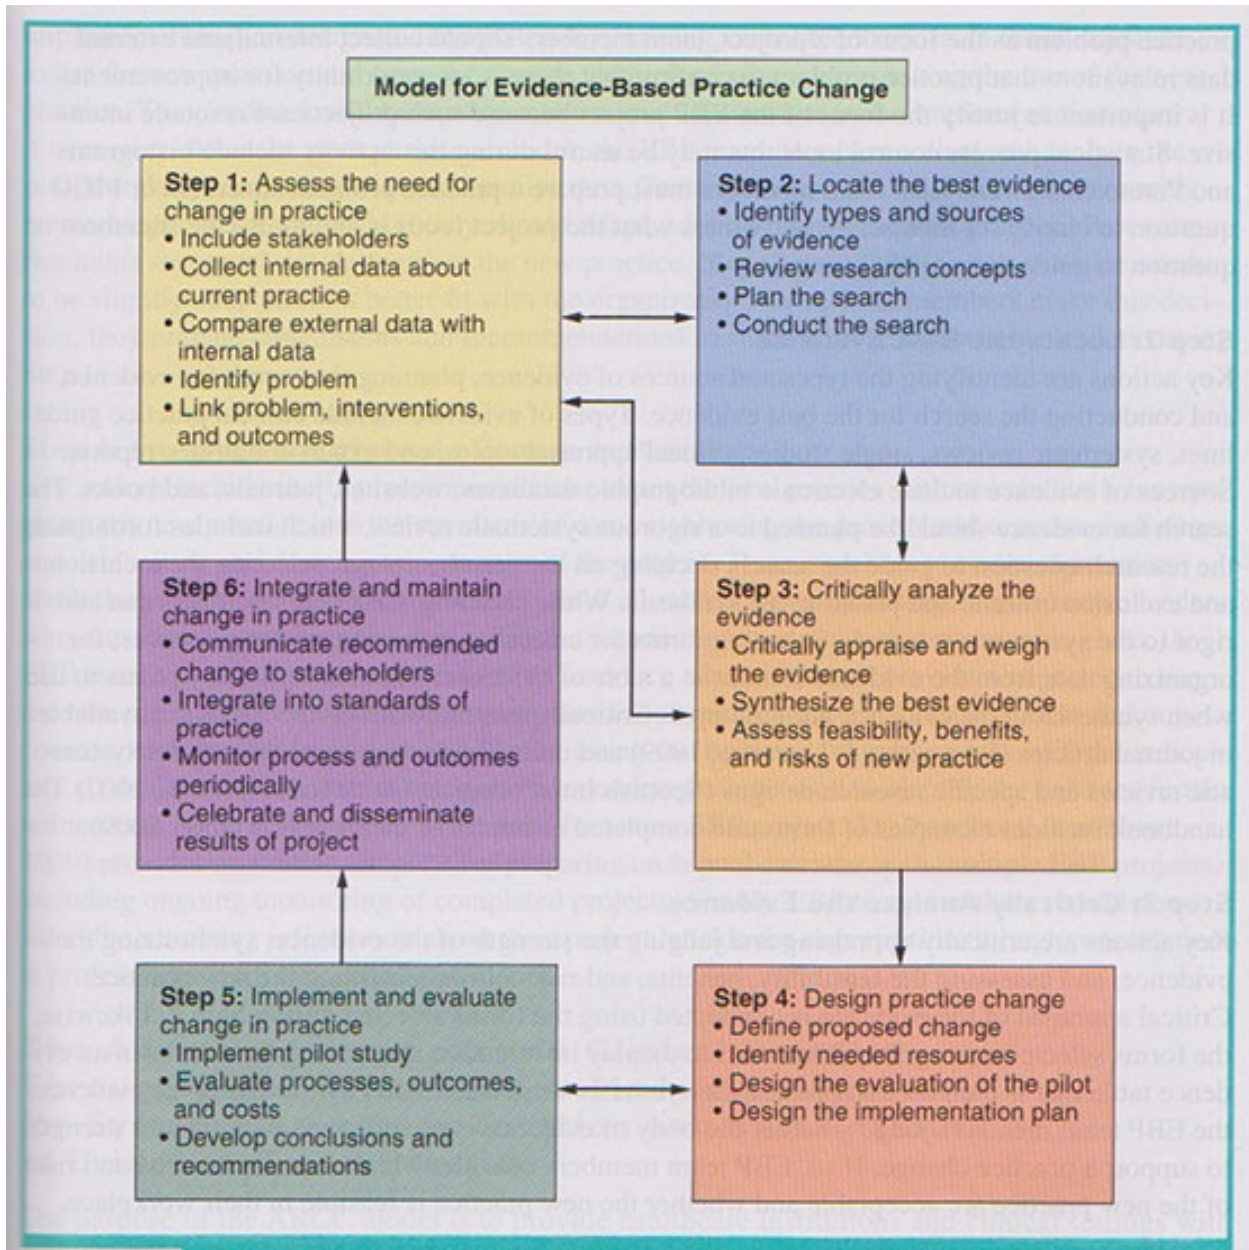 Model for Evidence-Based Practice Change
Step 1: Assess the need for
change in practice
• Include stakeholders
• Collect internal data about
current practice
• Compare external data with
internal data
• Identify problem
• Link problem, interventions,
and outcomes
Step 2: Locate the best evidence
• Identify types and sources
of evidence
• Review research concepts
• Plan the search
• Conduct the search
Step 3: Critically analyze the
evidence
• Critically appraise and weigh
the evidence
• Synthesize the best evidence
• Assess feasibility, benefits,
and risks of new practice
Step 4: Design practice change
• Define proposed change
• Identify needed resources
• Design the evaluation of the pilot
• Design the implementation plan
Step 5: Implement and evaluate
change in practice
• Implement pilot study
• Evaluate processes, outcomes,
and costs
• Develop conclusions and
recommendations
Step 6: Integrate and maintain
change in practice
• Communicate recommended
change to stakeholders
• Integrate into standards of
practice
• Monitor process and outcomes
periodically
• Celebrate and disseminate
results of project